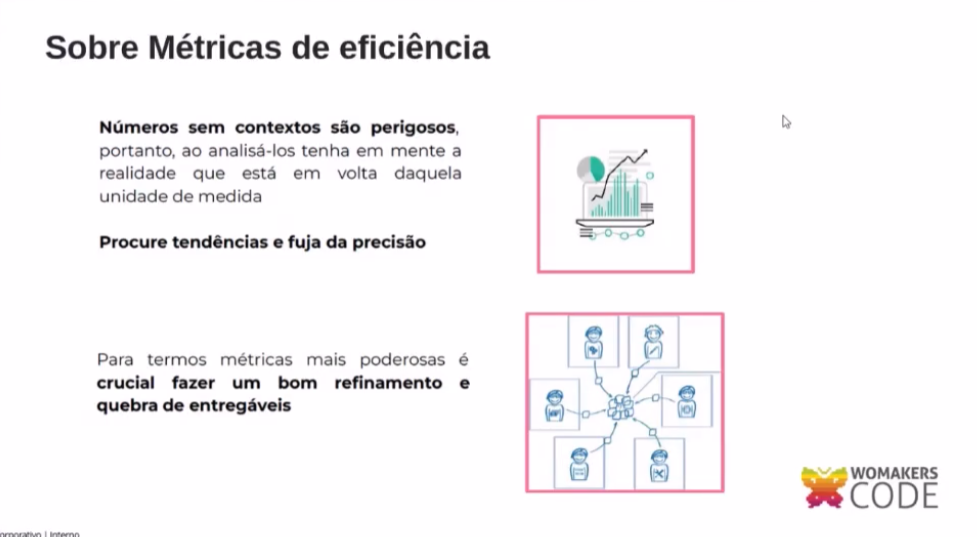 Sobre Métricas de eficiência
Números sem contextos são perigosos,
portanto, ao analisá-los tenha em mente a
realidade que está em volta daquela
unidade de medida
Procure tendências e fuja da precisão
Para termos métricas mais poderosas é
crucial fazer um bom refinamento e
quebra de entregáveis
WOMAKERS
CODE
orporativo | Interno